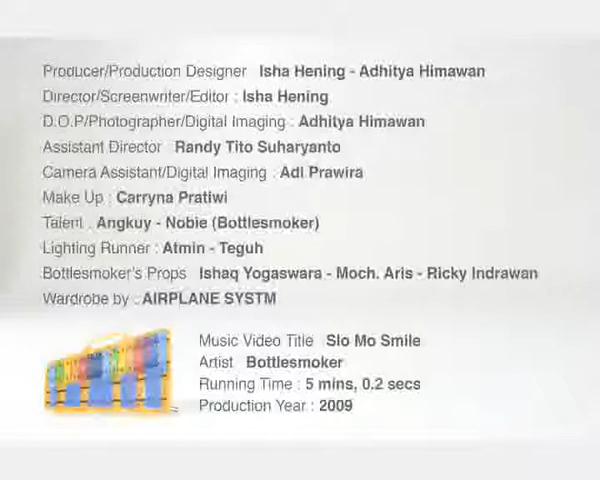 Producer/Production Designer Isha Hening - Adhitya Himawan
Director/Screenwriter/Editor : Isha Hening
D.O.P/Photographer/Digital Imaging : Adhitya Himawan
Assistant Director Randy Tito Suharyanto
Camera Assistant/Digital Imaging : Adi Prawira
Make Up : Carryna Pratiwi
Talent : Angkuy - Nobie (Bottlesmoker)
Lighting Runner : Atmin - Teguh
Bottlesmoker's Props Ishaq Yogaswara - Moch. Aris - Ricky Indrawan
Wardrobe by : AIRPLANE SYSTM
Music Video Title Slo Mo Smile
Artist Bottlesmoker
Running Time : 5 mins, 0.2 secs
Production Year : 2009